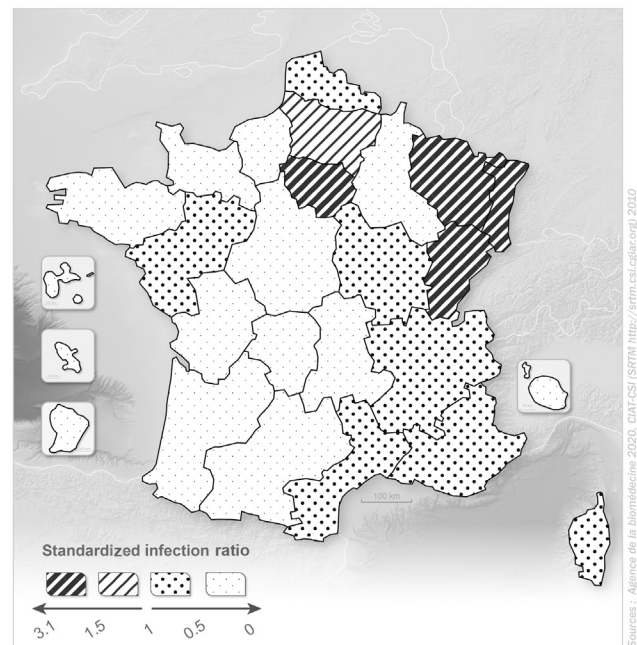 100 km
Standardized infection ratio
3.1
1.5
1
0.5
0
Sources : Agence de la biomédecine 2020, CIAT-CSI (SRTM http://srtm.csi.cgiar.org) 2010